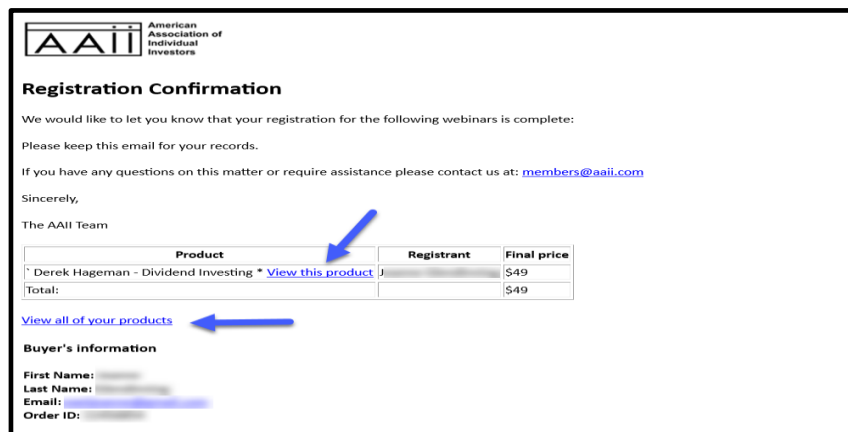 AAII
American
Association of
Individual
Investors
Registration Confirmation
We would like to let you know that your registration for the following webinars is complete:
Please keep this email for your records.
If you have any questions on this matter or require assistance please contact us at: members@aaii.com
Sincerely,
The AAII Team
Product Registrant Final price
` Derek Hageman - Dividend Investing * View this product J $49
Total: $49
View all of your products
Buyer's information
First Name:
Last Name:
Email:
Order ID: